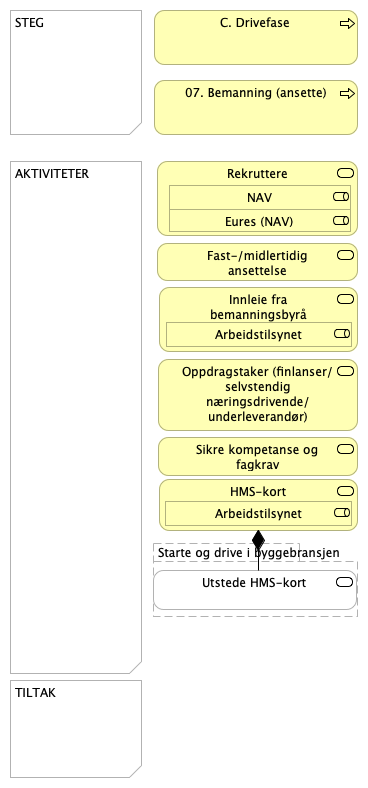 STEG
C. Drivefase
07. Bemanning (ansette)
AKTIVITETER
Rekruttere
NAV
Eures (NAV)
Fast-/midlertidig
ansettelse
Innleie fra
bemanningsbyrå
Arbeidstilsynet
Oppdragstaker (finlanser/
selvstendig
næringsdrivende/
underleverandør)
Sikre kompetanse og
fagkrav
HMS-kort
Arbeidstilsynet
Starte og drive i byggebransjen
Utstede HMS-kort
TILTAK